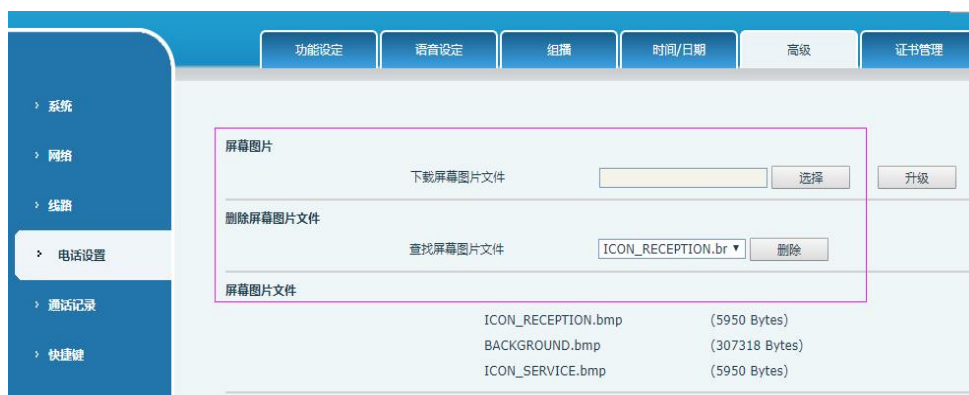 功能设定 语音设定 组播 时间/日期 高级 证书管理
系统
网络
线路
电话设置
通话记录
快捷键
屏幕图片
下载屏幕图片文件 选择 升级
删除屏幕图片文件
查找屏幕图片文件 ICON_RECEPTION.br 删除
屏幕图片文件
ICON_RECEPTION.bmp (5950 Bytes)
BACKGROUND.bmp (307318 Bytes)
ICON_SERVICE.bmp (5950 Bytes)